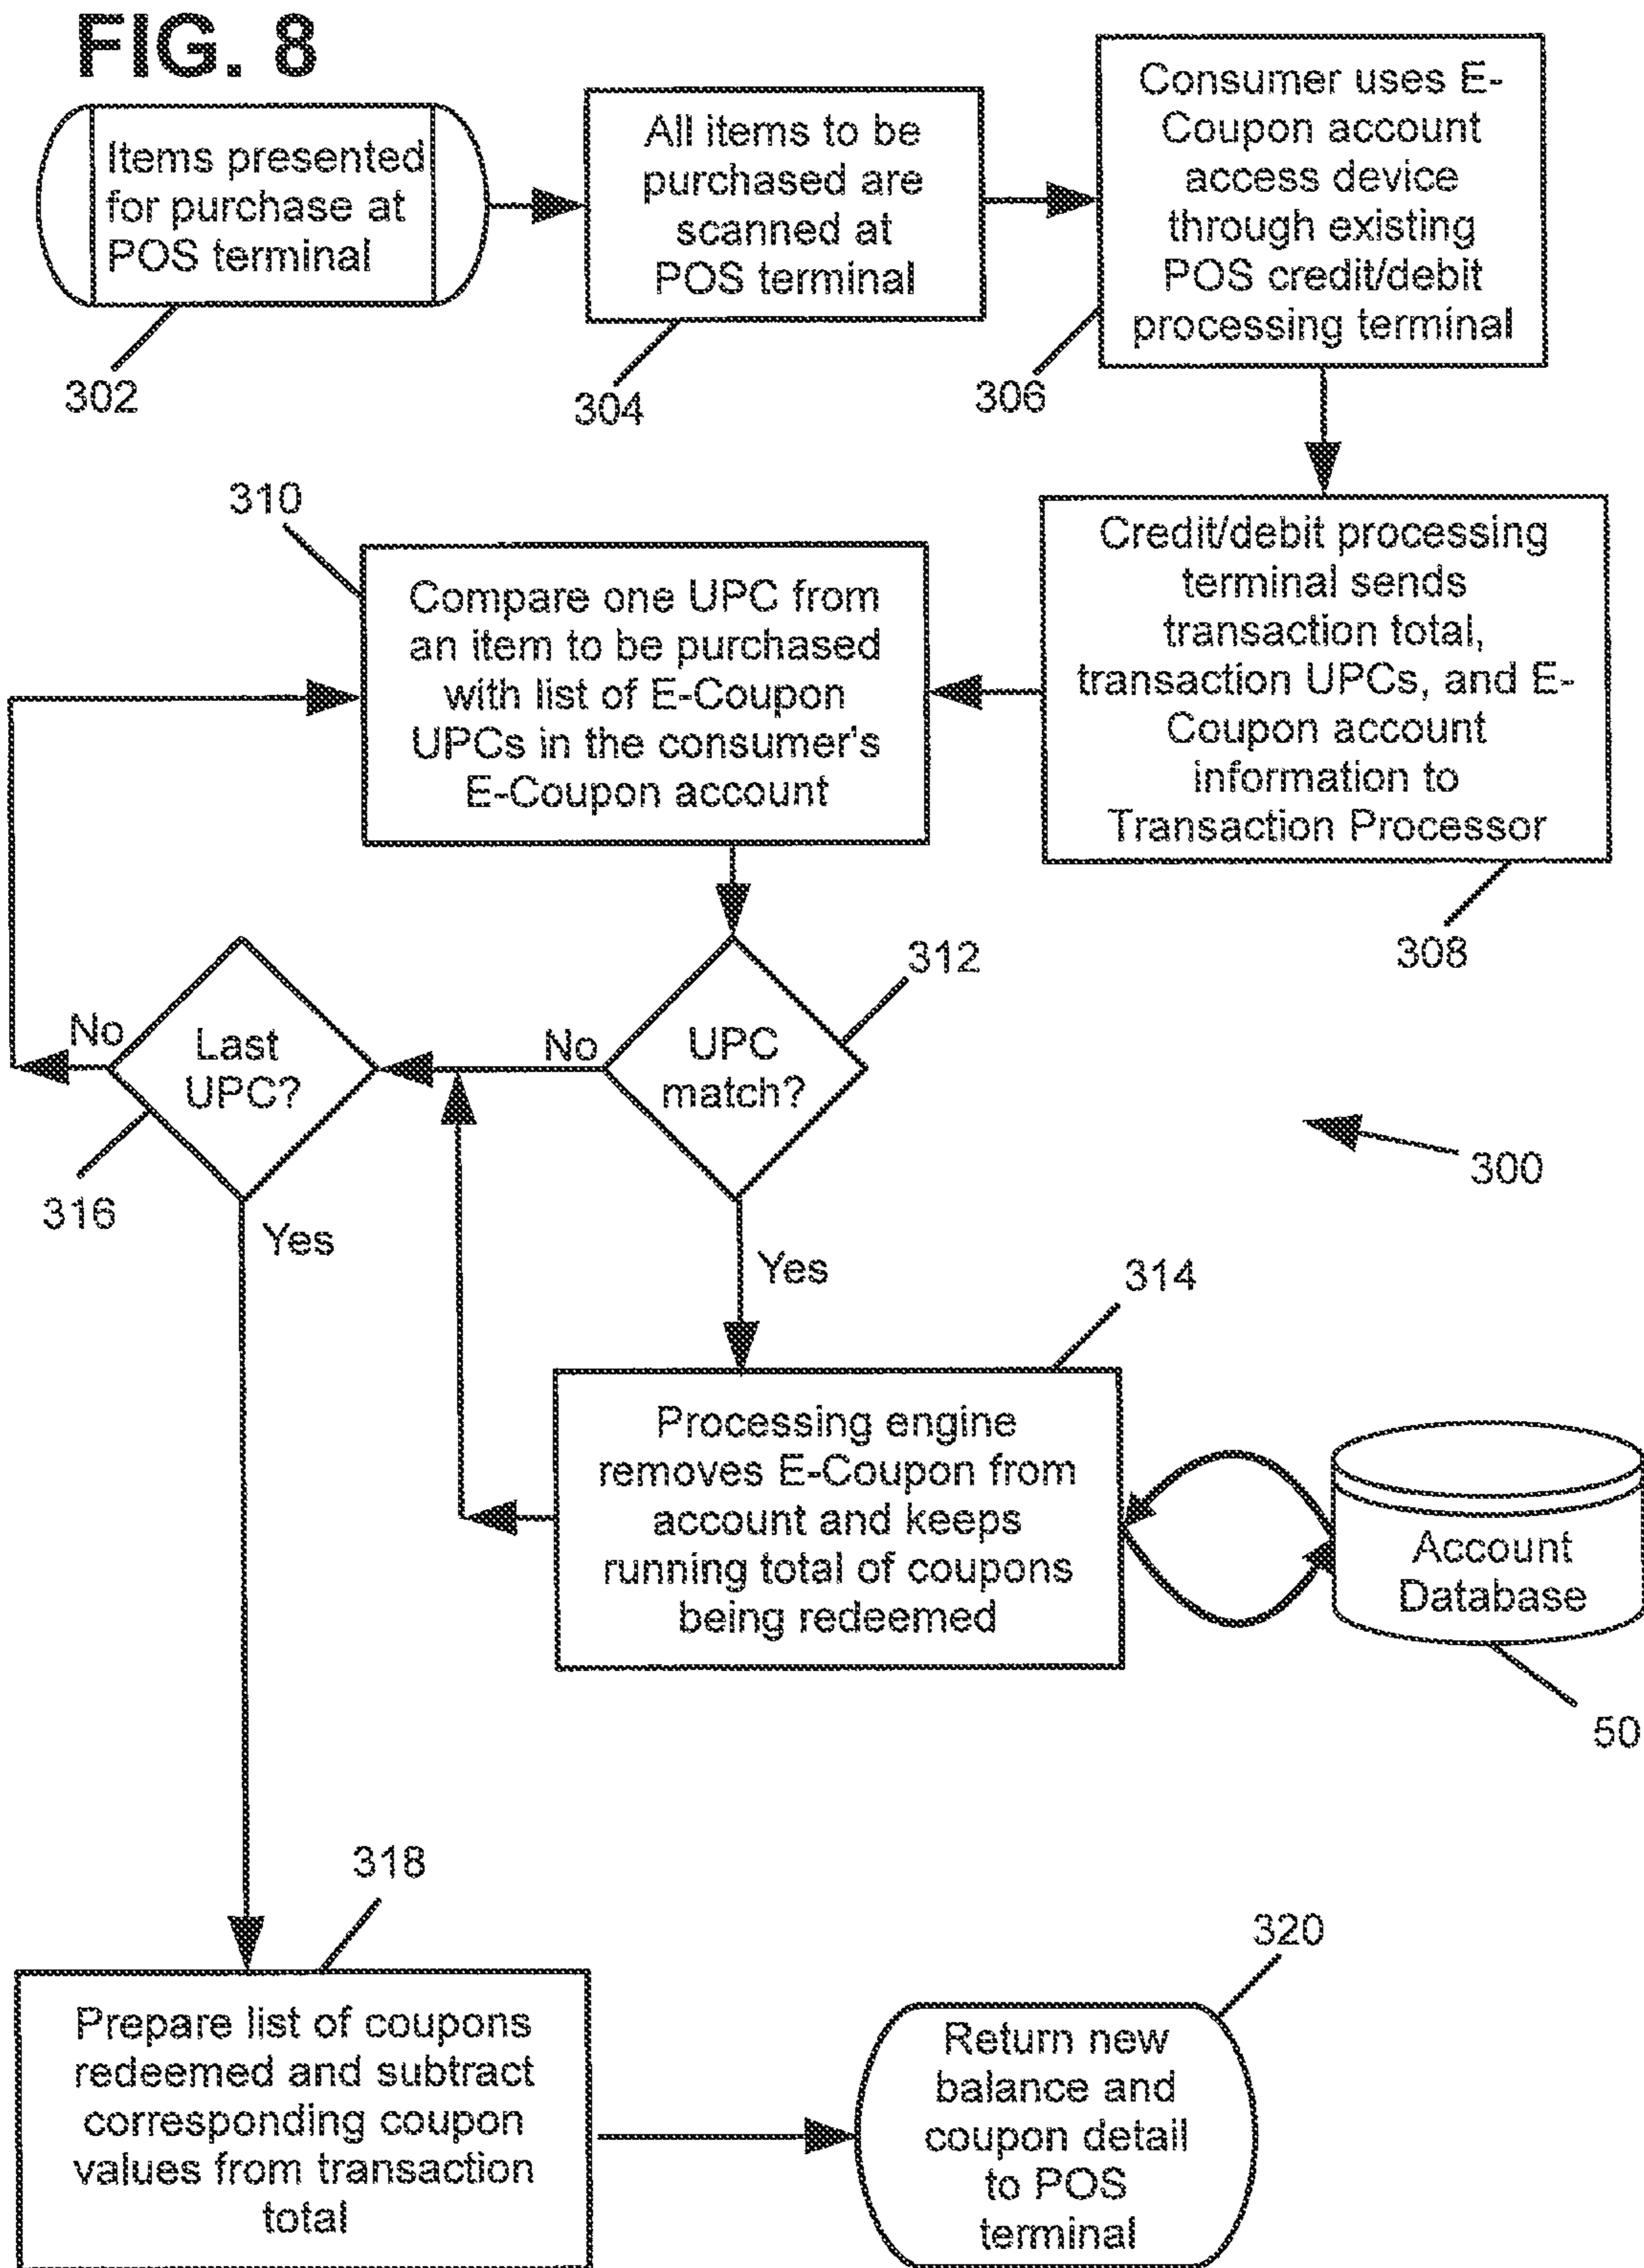 FIG. 8
Items presented
for purchase at
POS terminal
302
All items to be
purchased are
scanned at
POS terminal
304
Consumer uses E-
Coupon account
access device
through existing
POS credit/debit
processing terminal
306
Credit/debit processing
terminal sends
transaction total,
transaction UPCs, and E-
Coupon account
information to
Transaction Processor
308
310
Compare one UPC from
an item to be purchased
with list of E-Coupon
UPCs in the consumer's
E-Coupon account
312
UPC
match?
No
Yes
Last
UPC?
No
316
Yes
300
314
Processing engine
removes E-Coupon from
account and keeps
running total of coupons
being redeemed
Account
Database
50
318
Prepare list of coupons
redeemed and subtract
corresponding coupon
values from transaction
total
320
Return new
balance and
coupon detail
to POS
terminal